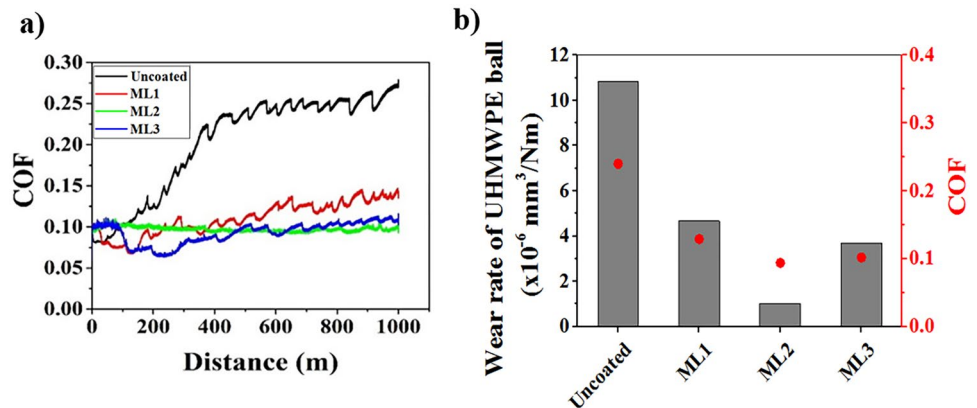 a)
0.30
0.25
0.20
0.15
0.10
0.05
0.00
COF
Uncoated
ML1
ML2
ML3
0 200 400 600 800 1000
Distance (m)
b)
Wear rate of UHMWPE ball
(x10⁻⁶ mm³/Nm)
12
10
8
6
4
2
0
Uncoated
ML1
ML2
ML3
0.4
0.3
0.2
0.1
0.0
COF